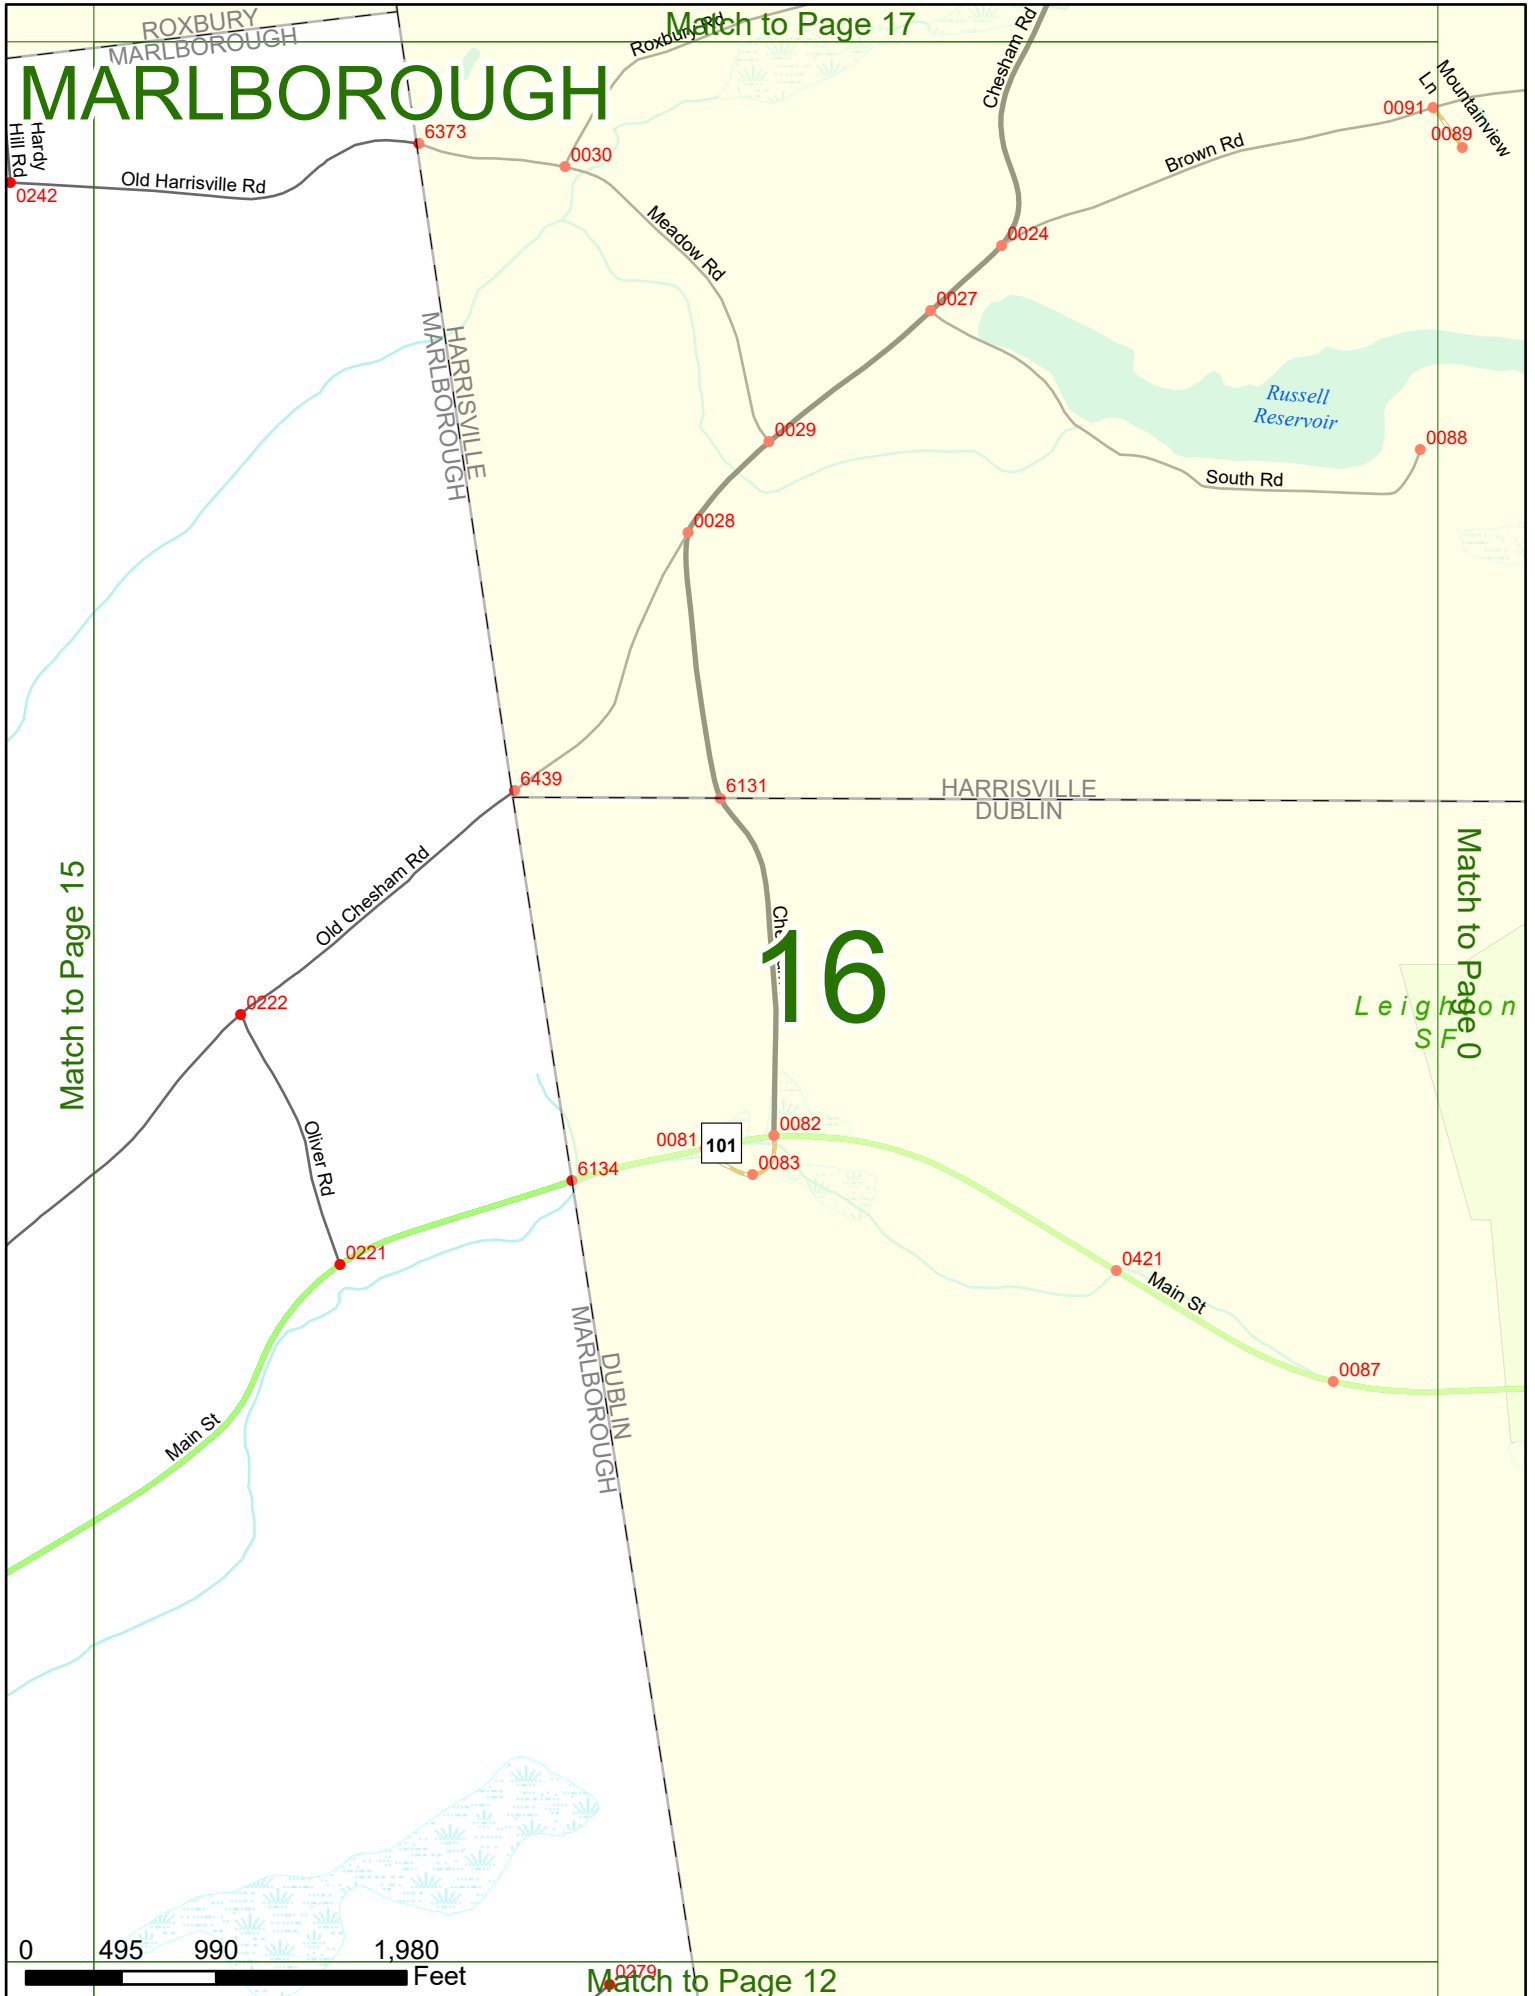 ROXBURY
MARLBOROUGH
Match to Page 17
Roxbury Rd
Chesham Rd
MARLBOROUGH
Mountainview
Ln
0091
0089
Hardy
Hill Rd
6373
0030
Brown Rd
Old Harrisville Rd
0242
Meadow Rd
0024
0027
HARRISVILLE
MARLBOROUGH
Russell
Reservoir
0029
0088
South Rd
0028
6439
6131
HARRISVILLE
DUBLIN
Match to Page 15
Old Chesham Rd
Match to Page 0
16
Leighton
SF
0222
Oliver Rd
0081
101
0082
0083
6134
0221
0421
Main St
DUBLIN
MARLBOROUGH
0087
Main St
0 495 990 1,980
Feet
0279
Match to Page 12